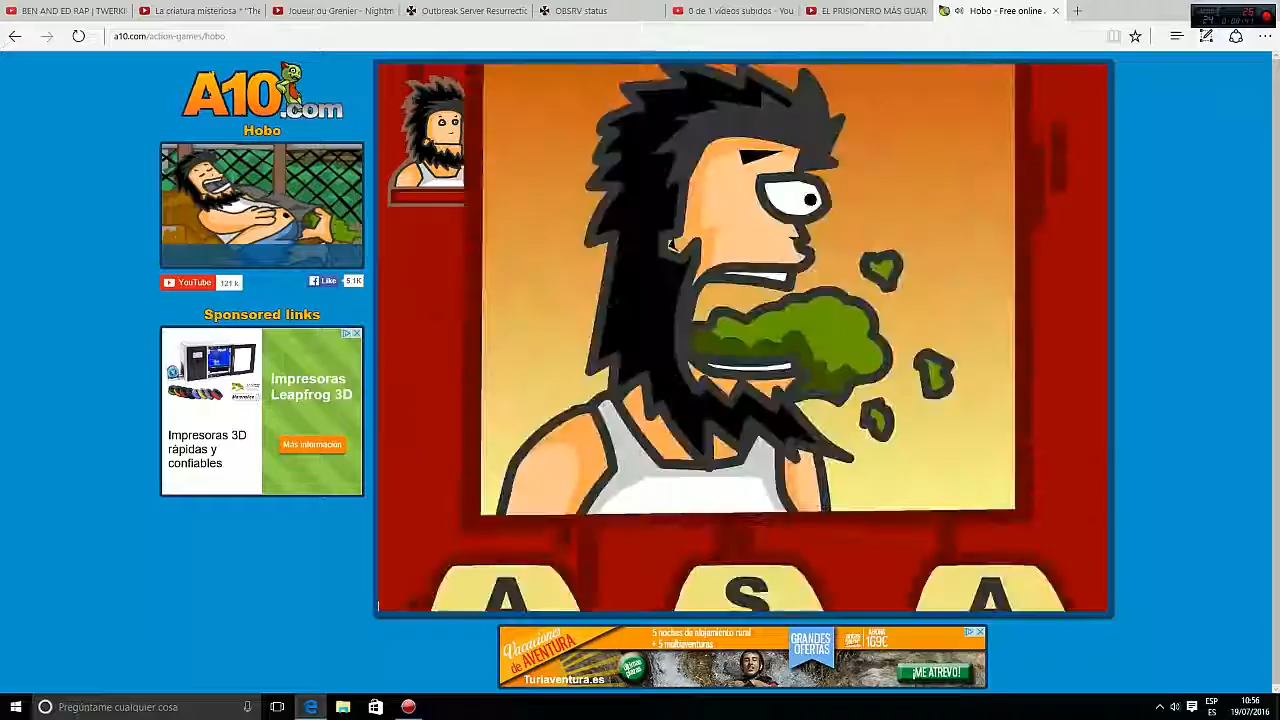 BEN AND ED RAP | TWERKI
La criatura misteriosa * "The
Joueur du Grenier - Nightm
Outbreak Server Resurrectic
OBSRV status
0 de 1 vídeos subidos - You
EL PRISIONERO MÁS GUAR
Hobo - Free online
a10.com/action-games/hobo
A10.com
Hobo
YouTube 121 k
Like 5.1K
Sponsored links
Impresoras Leapfrog 3D
Impresoras 3D rápidas y confiables
Más información
A
S
A
Vacaciones de AVENTURA
Turiaventura.es
5 noches de alojamiento rural
+ 5 multiaventuras
GRANDES OFERTAS
AHORA
169€
¡ME ATREVO!
Pregúntame cualquier cosa
ESP
ES
10:56
19/07/2016